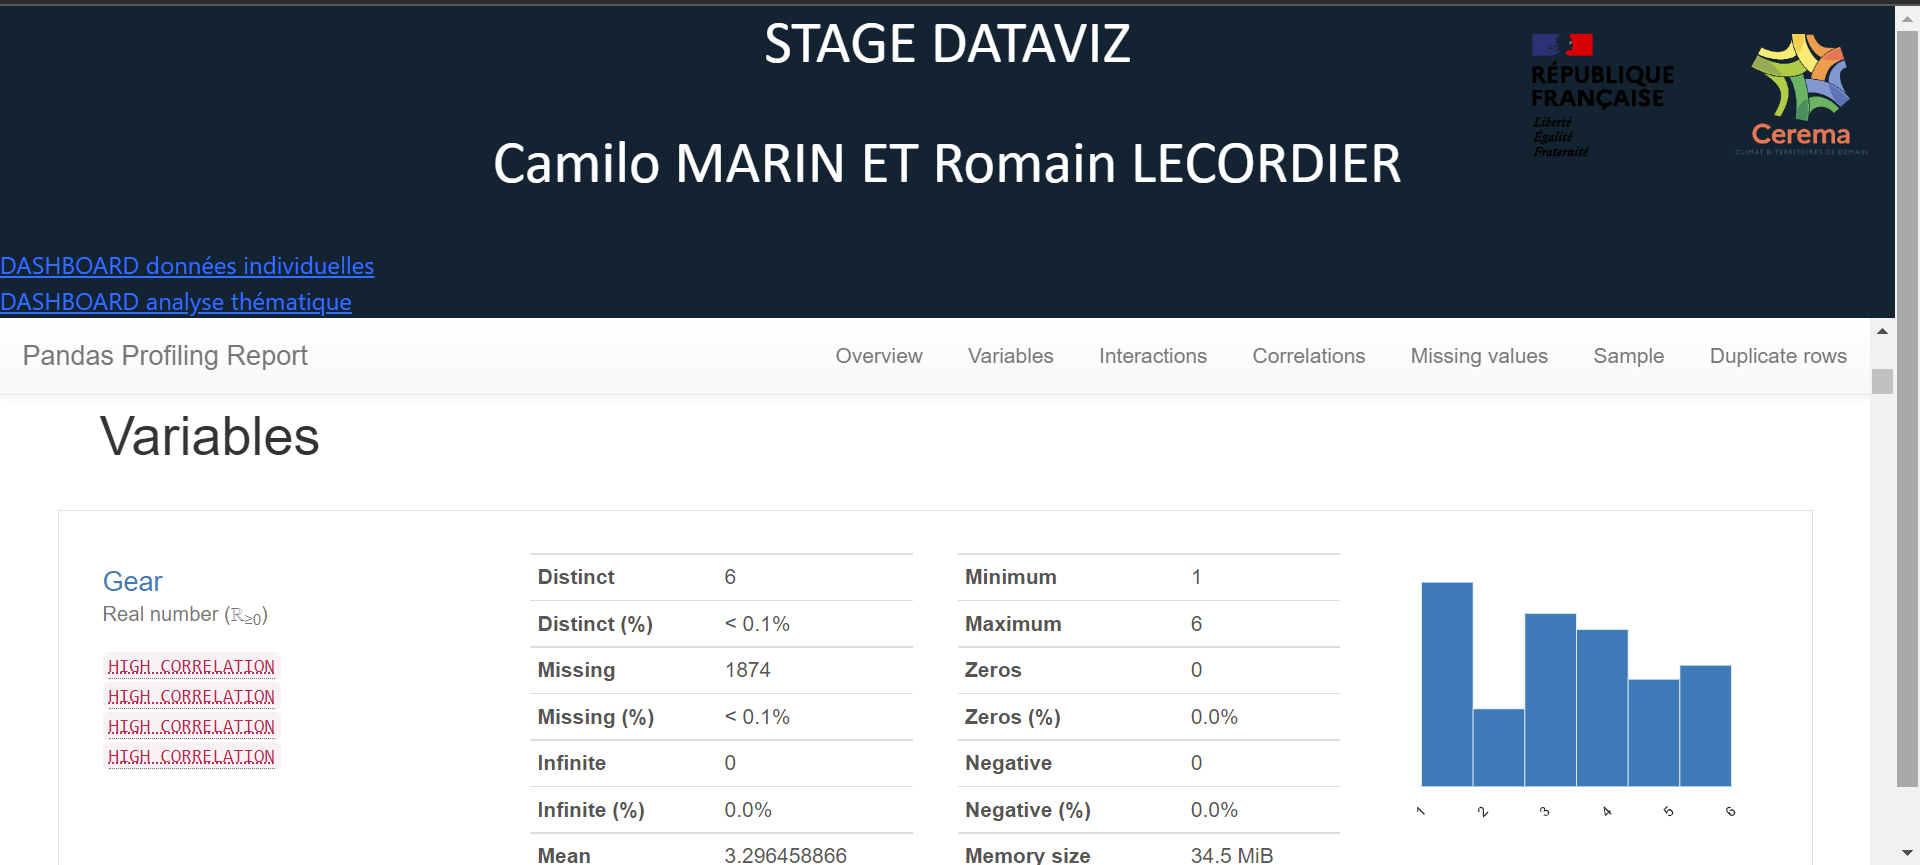 STAGE DATAVIZ
Camilo MARIN ET Romain LECORDIER
RÉPUBLIQUE
FRANÇAISE
Liberté
Égalité
Fraternité
Cerema
CLIMAT & TERRITOIRES DE DEMAIN
DASHBOARD données individuelles
DASHBOARD analyse thématique
Pandas Profiling Report Overview Variables Interactions Correlations Missing values Sample Duplicate rows
Variables
Gear
Real number (ℝ≥0)
HIGH CORRELATION
HIGH CORRELATION
HIGH CORRELATION
HIGH CORRELATION
Distinct 6
Distinct (%) < 0.1%
Missing 1874
Missing (%) < 0.1%
Infinite 0
Infinite (%) 0.0%
Mean 3.296458866
Minimum 1
Maximum 6
Zeros 0
Zeros (%) 0.0%
Negative 0
Negative (%) 0.0%
Memory size 34.5 MiB
1 2 3 4 5 6